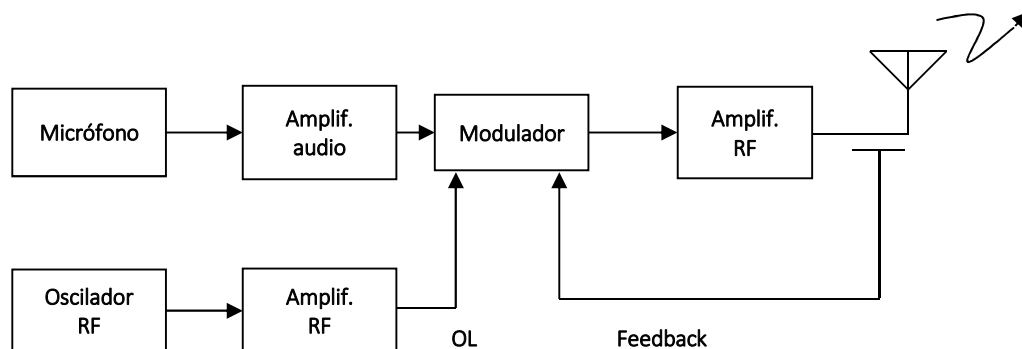 Micrófono
Amplif.
audio
Modulador
Amplif.
RF
Oscilador
RF
Amplif.
RF
OL
Feedback